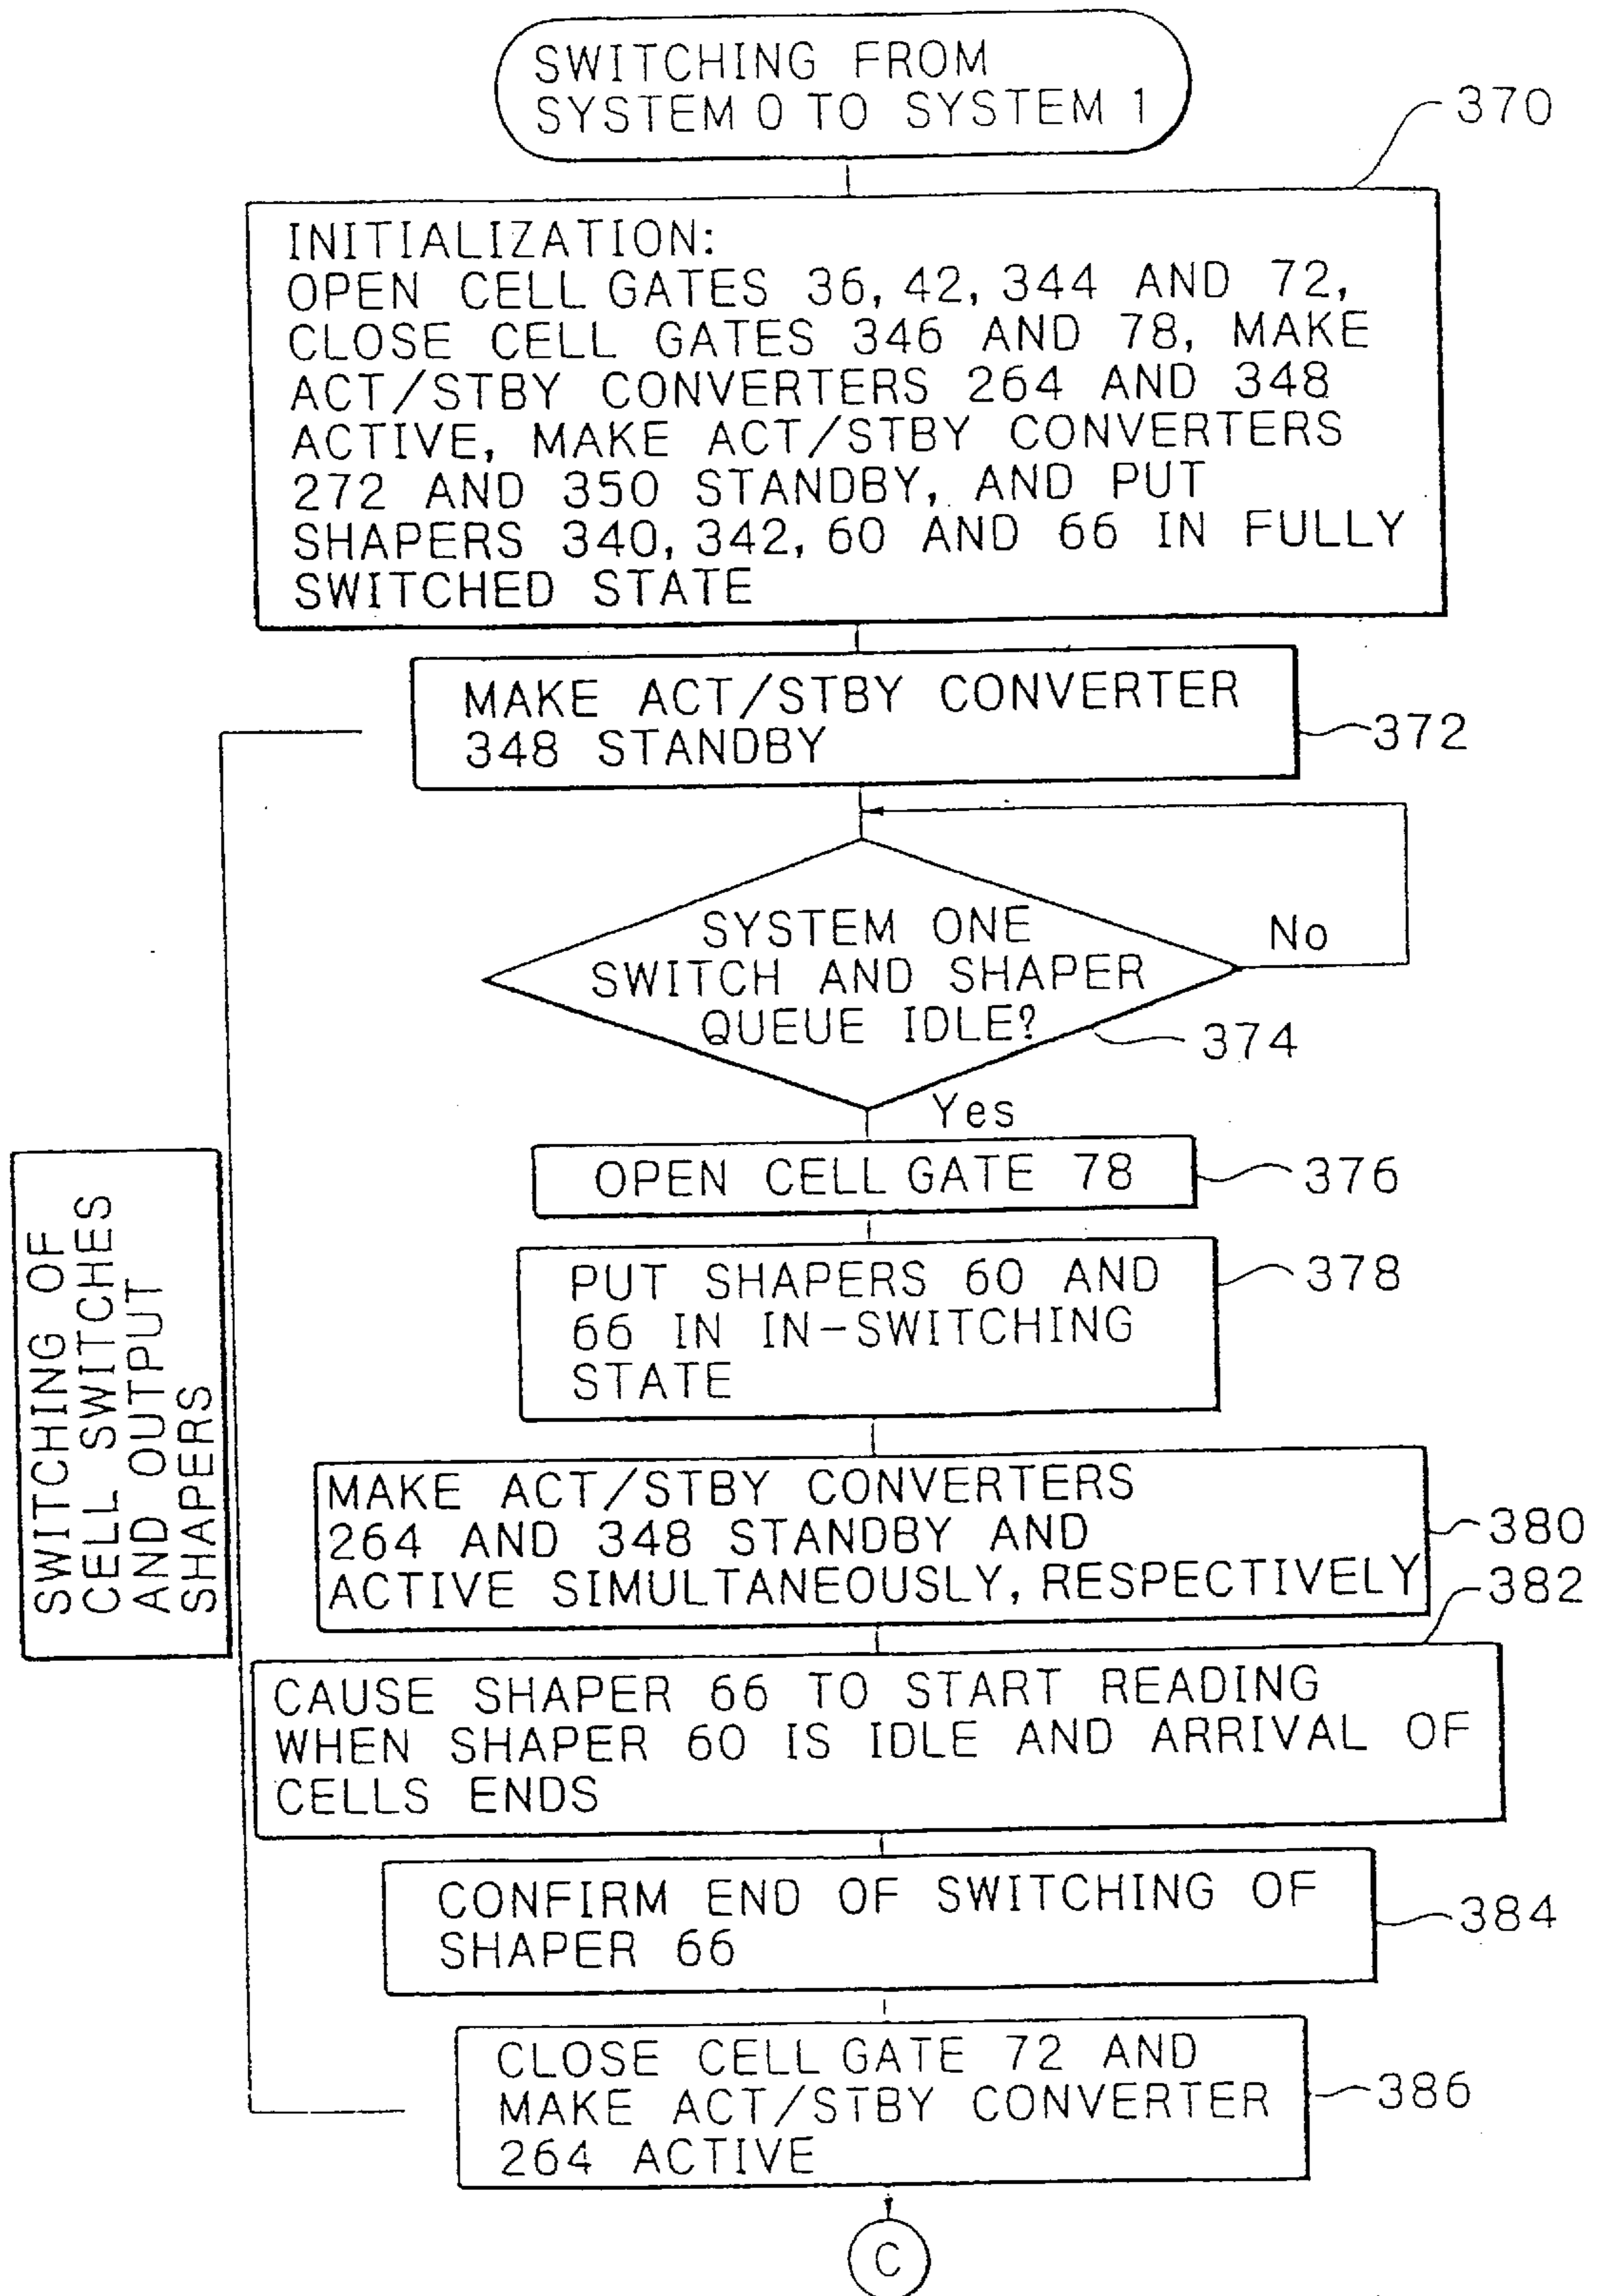 SWITCHING FROM
SYSTEM 0 TO SYSTEM 1
370
INITIALIZATION:
OPEN CELL GATES 36, 42, 344 AND 72,
CLOSE CELL GATES 346 AND 78, MAKE
ACT/STBY CONVERTERS 264 AND 348
ACTIVE, MAKE ACT/STBY CONVERTERS
272 AND 350 STANDBY, AND PUT
SHAPERS 340, 342, 60 AND 66 IN FULLY
SWITCHED STATE
MAKE ACT/STBY CONVERTER
348 STANDBY
372
SYSTEM ONE
SWITCH AND SHAPER
QUEUE IDLE?
No
374
Yes
OPEN CELL GATE 78
376
PUT SHAPERS 60 AND
66 IN IN-SWITCHING
STATE
378
SWITCHING OF
CELL SWITCHES
AND OUTPUT
SHAPERS
MAKE ACT/STBY CONVERTERS
264 AND 348 STANDBY AND
ACTIVE SIMULTANEOUSLY, RESPECTIVELY
380
382
CAUSE SHAPER 66 TO START READING
WHEN SHAPER 60 IS IDLE AND ARRIVAL OF
CELLS ENDS
CONFIRM END OF SWITCHING OF
SHAPER 66
384
CLOSE CELL GATE 72 AND
MAKE ACT/STBY CONVERTER
264 ACTIVE
386
C